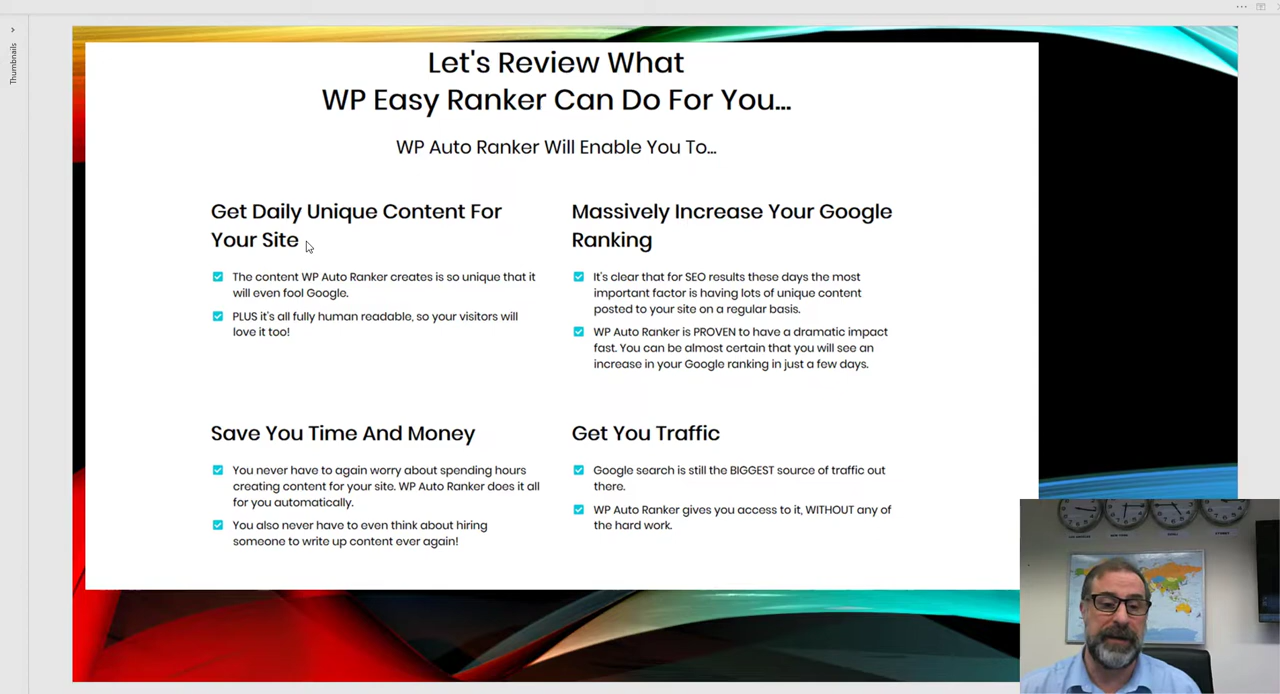 Thumbnails
Let's Review What
WP Easy Ranker Can Do For You...
WP Auto Ranker Will Enable You To...
Get Daily Unique Content For
Your Site
The content WP Auto Ranker creates is so unique that it
will even fool Google.
PLUS it's all fully human readable, so your visitors will
love it too!
Massively Increase Your Google
Ranking
It's clear that for SEO results these days the most
important factor is having lots of unique content
posted to your site on a regular basis.
WP Auto Ranker is PROVEN to have a dramatic impact
fast. You can be almost certain that you will see an
increase in your Google ranking in just a few days.
Save You Time And Money
You never have to again worry about spending hours
creating content for your site. WP Auto Ranker does it all
for you automatically.
You also never have to even think about hiring
someone to write up content ever again!
Get You Traffic
Google search is still the BIGGEST source of traffic out
there.
WP Auto Ranker gives you access to it, WITHOUT any of
the hard work.